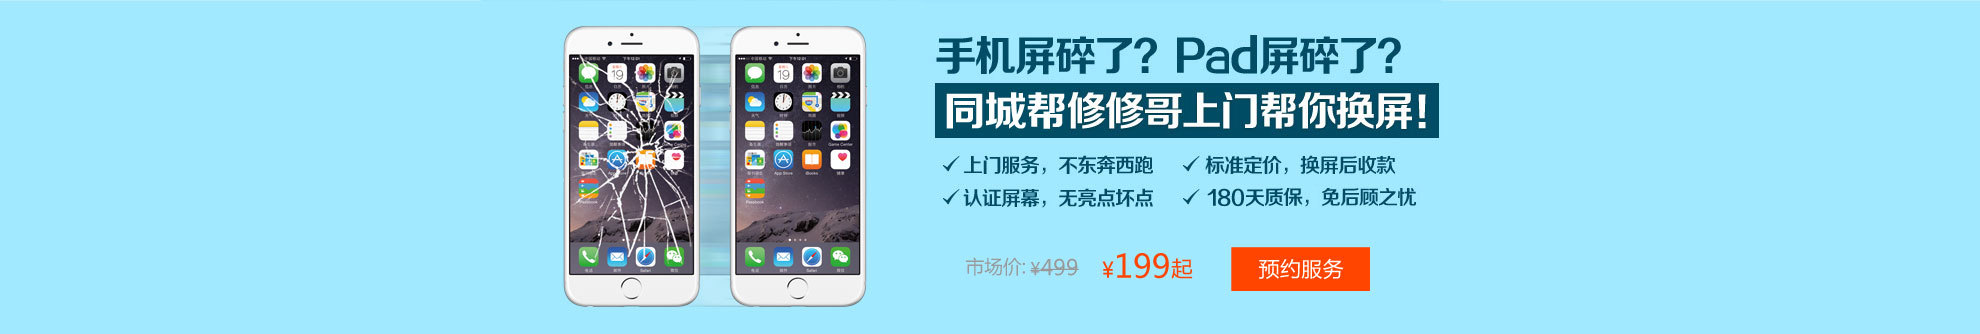 手机屏碎了？Pad屏碎了？
同城帮修修哥上门帮你换屏！
上门服务，不东奔西跑
标准定价，换屏后收款
认证屏幕，无亮点坏点
180天质保，免后顾之忧
市场价: ¥499 ¥199起
预约服务